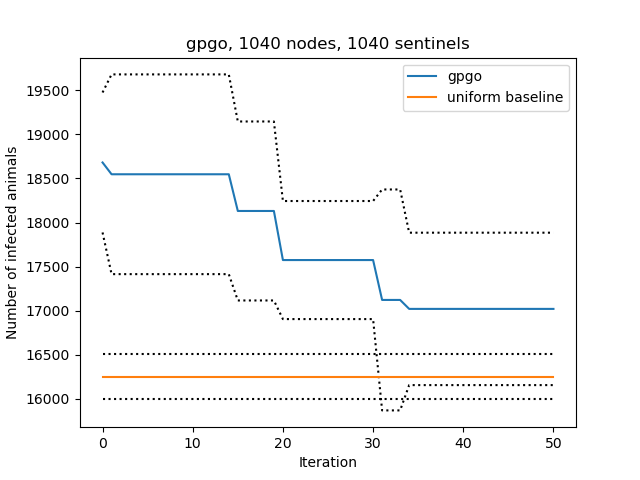 gpgo, 1040 nodes, 1040 sentinels
gpgo
uniform baseline
Number of infected animals
19500
19000
18500
18000
17500
17000
16500
16000
0 10 20 30 40 50
Iteration